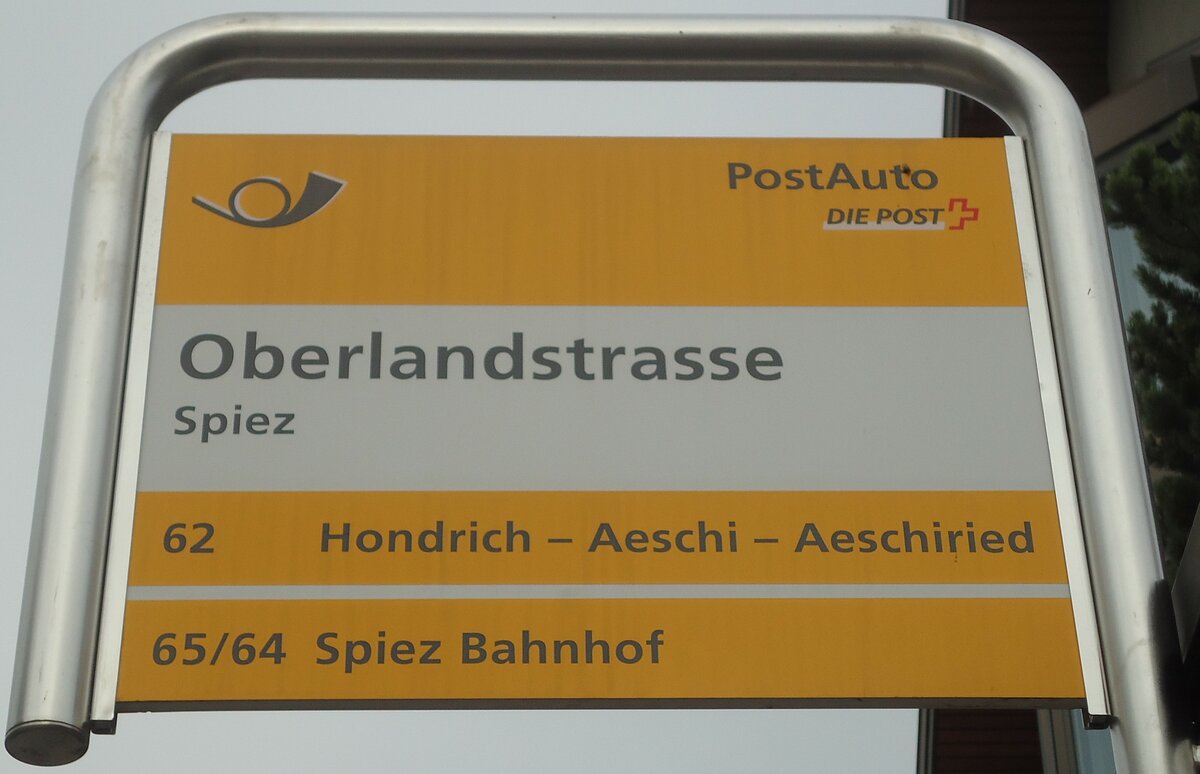 PostAuto
DIE POST
Oberlandstrasse
Spiez
62 Hondrich – Aeschi – Aeschiried
65/64 Spiez Bahnhof